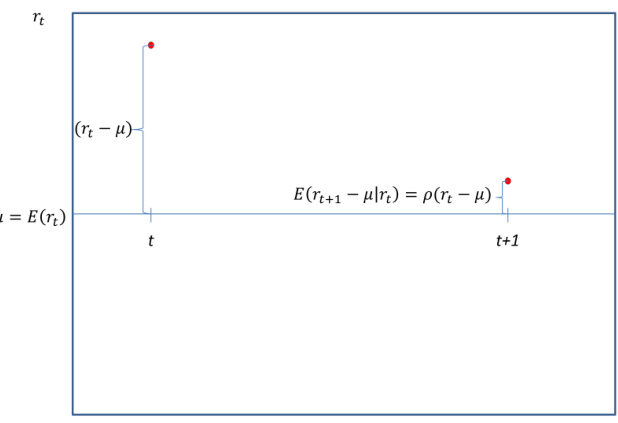 r_t
(r_t − μ)
E(r_{t+1} − μ|r_t) = ρ(r_t − μ)
μ = E(r_t)
t
t+1